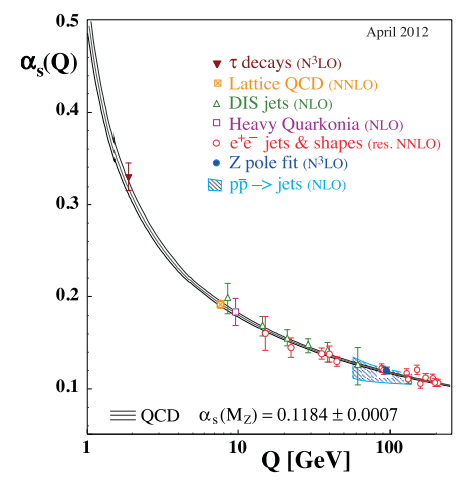 April 2012
0.5
αs(Q)
τ decays (N³LO)
Lattice QCD (NNLO)
DIS jets (NLO)
Heavy Quarkonia (NLO)
e⁺e⁻ jets & shapes (res. NNLO)
Z pole fit (N³LO)
pp̅ –> jets (NLO)
0.4
0.3
0.2
0.1
QCD αs(MZ) = 0.1184 ± 0.0007
1 10 100
Q [GeV]